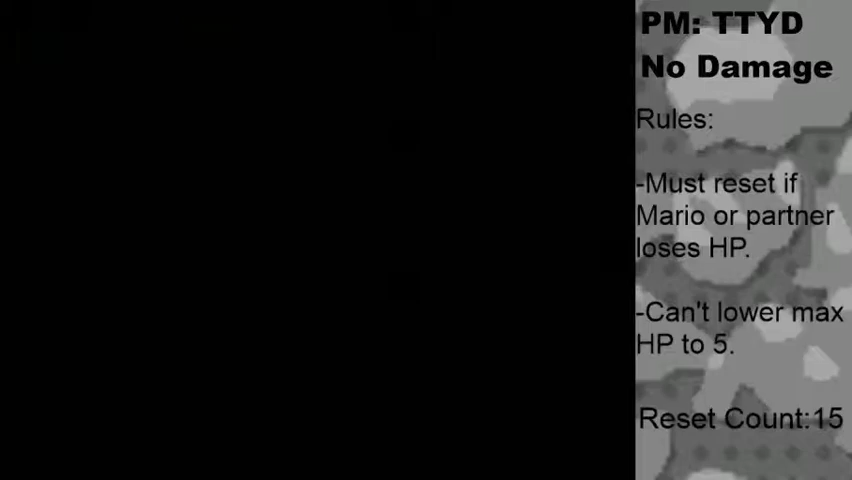 PM: TTYD
No Damage
Rules:
-Must reset if
Mario or partner
loses HP.
-Can't lower max
HP to 5.
Reset Count:15